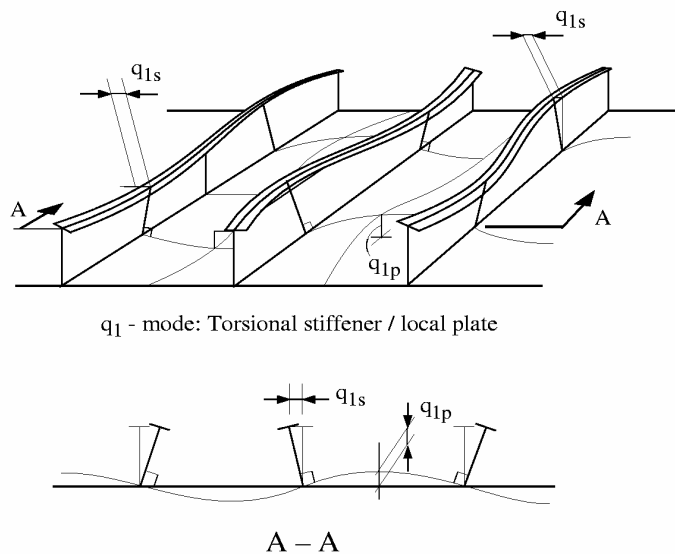 q1s
q1s
A
A
q1p
q1 - mode: Torsional stiffener / local plate
q1s
q1p
A – A